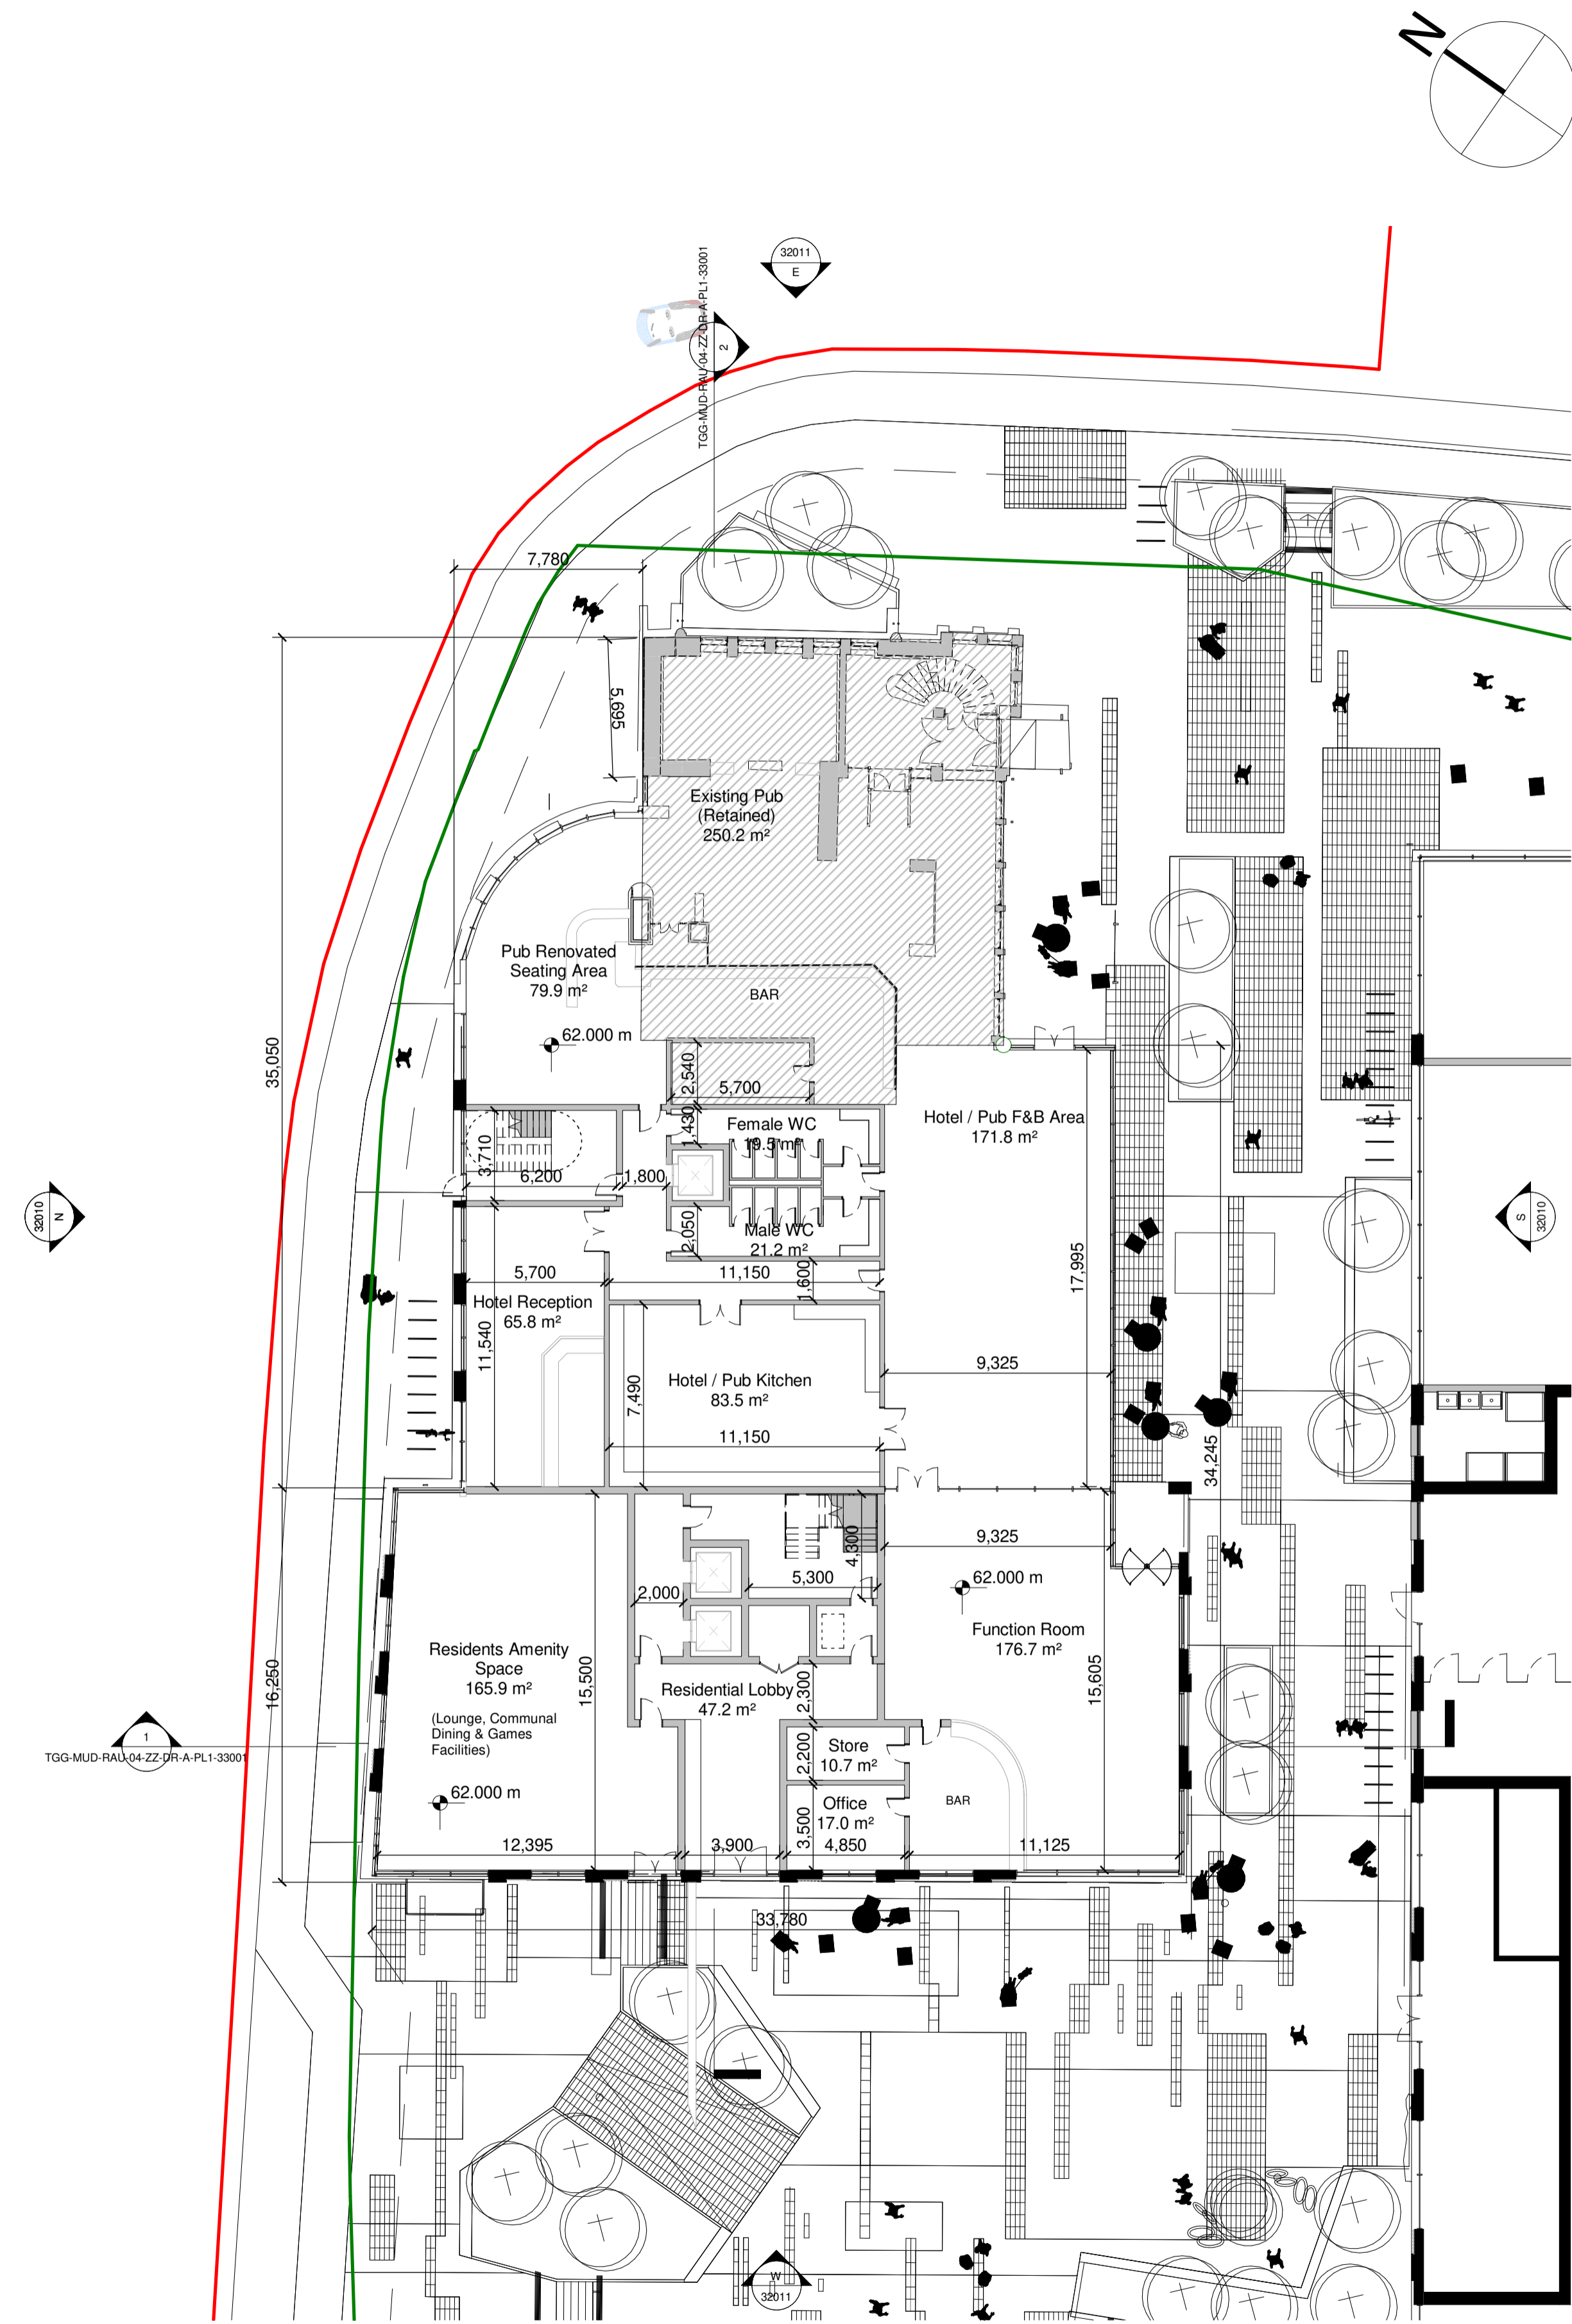 N
32011
E
TGG-MUD-RAU-04-ZZ-DR-A-PL1-33001
2
7,780
5,695
Existing Pub
(Retained)
250.2 m²
Pub Renovated
Seating Area
79.9 m²
BAR
62.000 m
35,050
2,540
5,700
1,430
Female WC
19.5 m²
Hotel / Pub F&B Area
171.8 m²
3,710
6,200
1,800
2,050
Male WC
21.2 m²
32010
N
S
32010
5,700
11,150
1,600
17,995
Hotel Reception
65.8 m²
11,540
9,325
Hotel / Pub Kitchen
83.5 m²
7,490
11,150
34,245
9,325
4,300
5,300
2,000
62.000 m
Function Room
176.7 m²
Residents Amenity
Space
165.9 m²
(Lounge, Communal
Dining & Games
Facilities)
16,250
15,500
15,605
Residential Lobby
47.2 m²
2,300
1
TGG-MUD-RAU-04-ZZ-DR-A-PL1-33001
Store
10.7 m²
2,200
62.000 m
Office
17.0 m²
3,500
BAR
12,395
3,900
4,850
11,125
33,780
W
32011